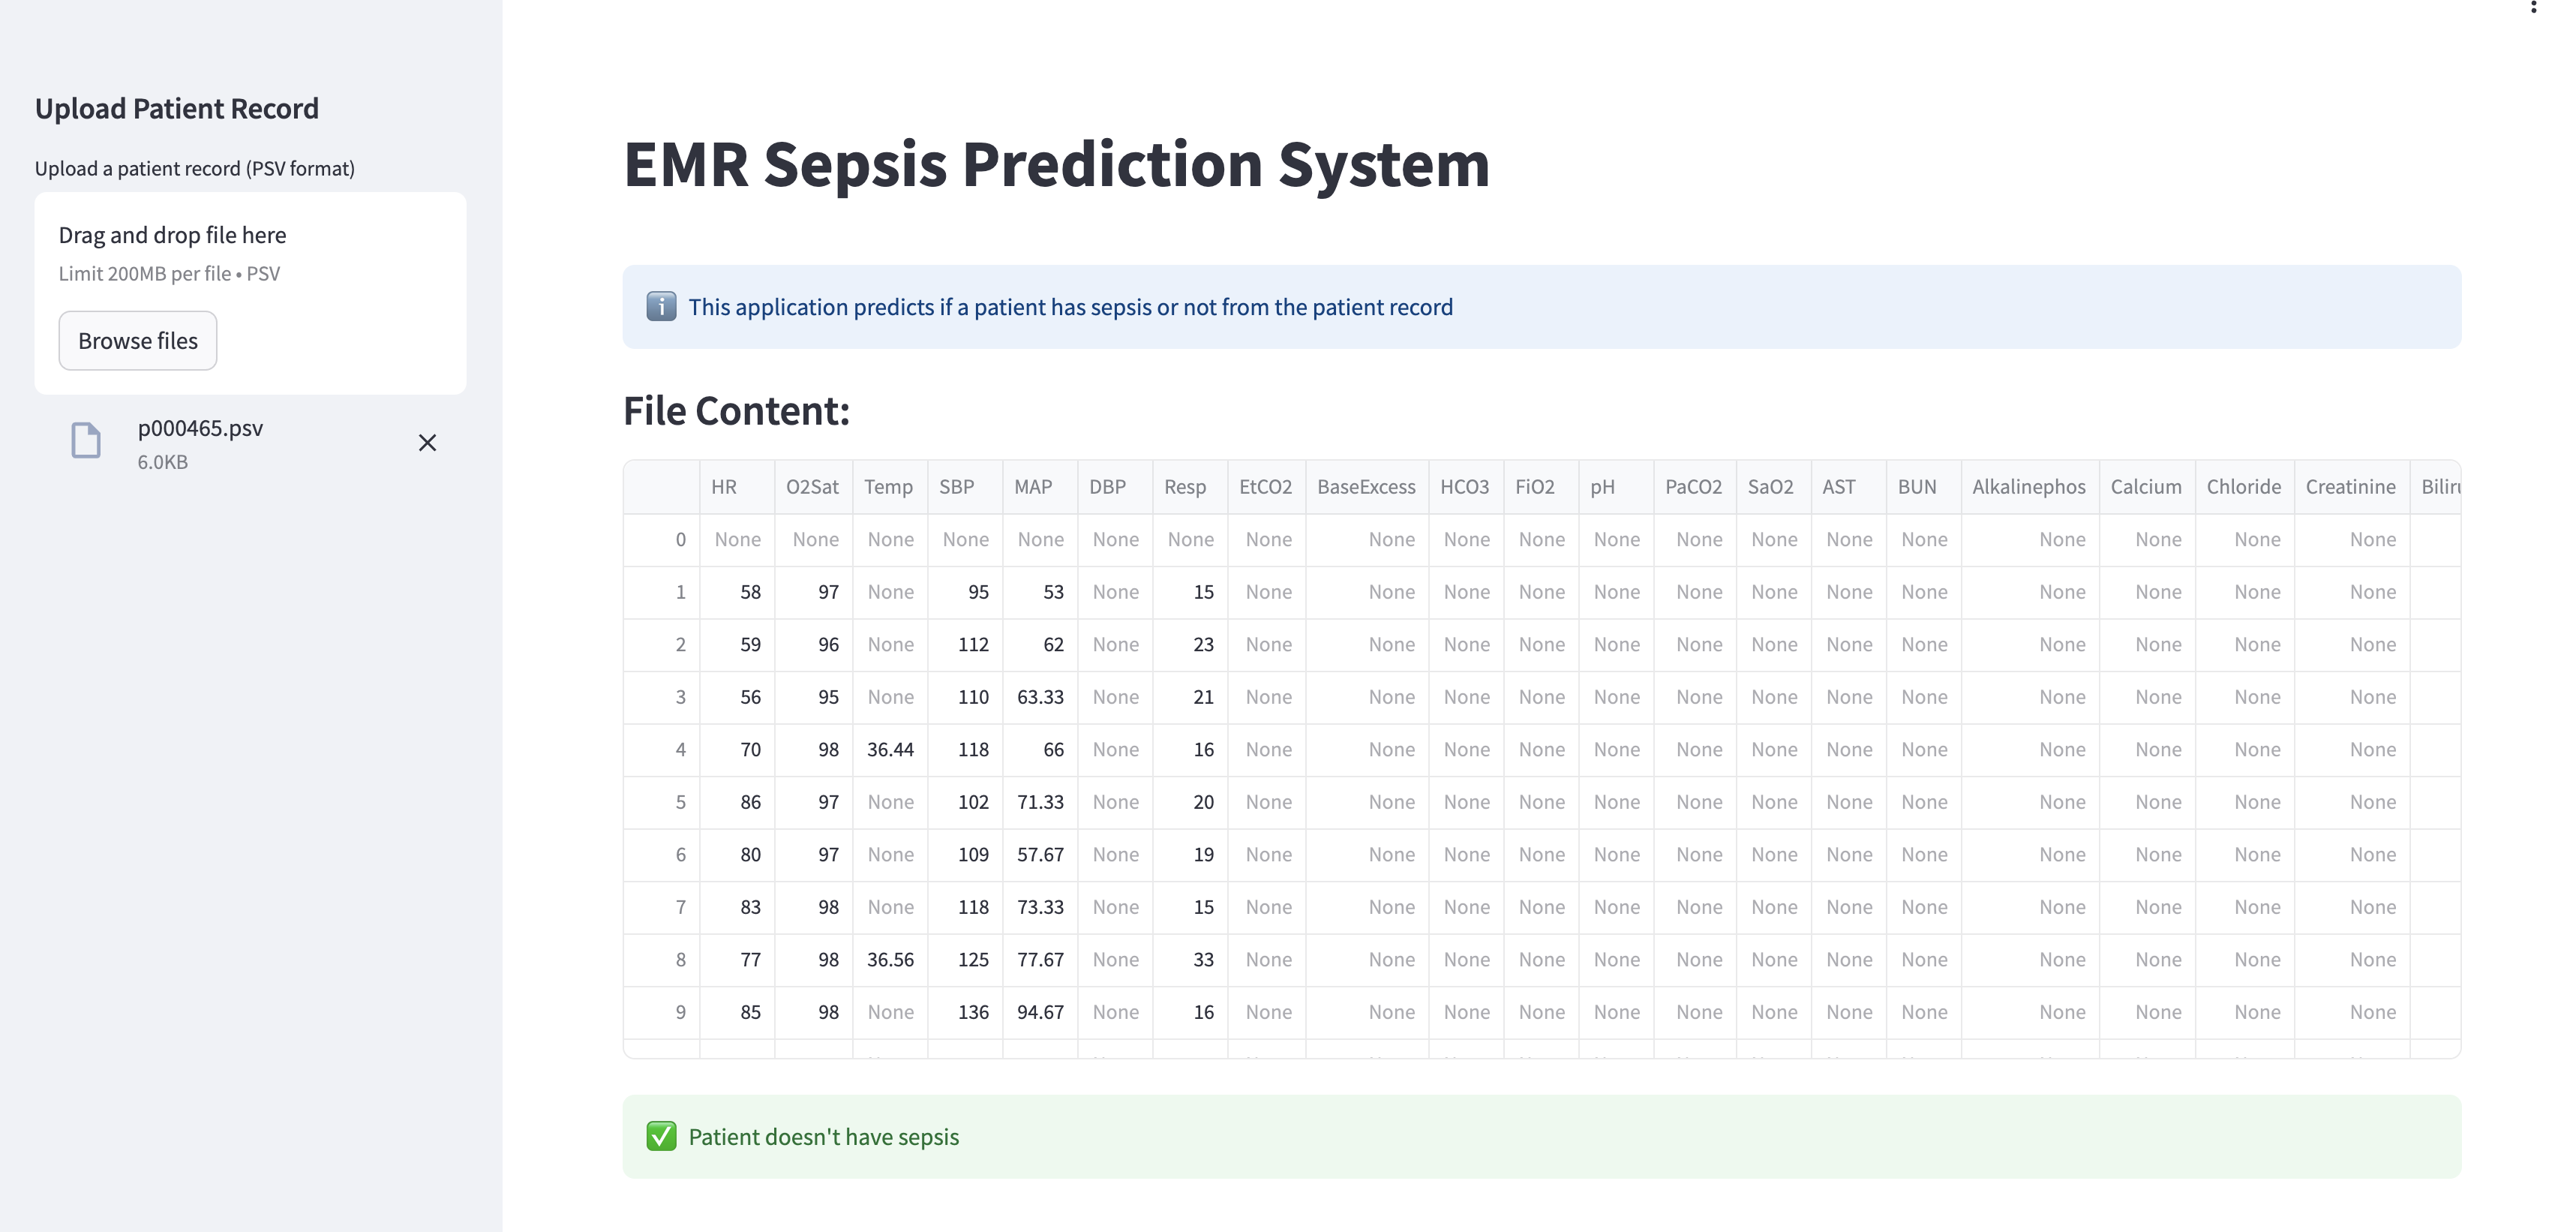 Upload Patient Record
Upload a patient record (PSV format)
Drag and drop file here
Limit 200MB per file • PSV
Browse files
p000465.psv
6.0KB
EMR Sepsis Prediction System
This application predicts if a patient has sepsis or not from the patient record
File Content:
HR O2Sat Temp SBP MAP DBP Resp EtCO2 BaseExcess HCO3 FiO2 pH PaCO2 SaO2 AST BUN Alkalinephos Calcium Chloride Creatinine
0 None None None None None None None None None None None None None None None None None None None None
1 58 97 None 95 53 None 15 None None None None None None None None None None None None None
2 59 96 None 112 62 None 23 None None None None None None None None None None None None None
3 56 95 None 110 63.33 None 21 None None None None None None None None None None None None None
4 70 98 36.44 118 66 None 16 None None None None None None None None None None None None None
5 86 97 None 102 71.33 None 20 None None None None None None None None None None None None None
6 80 97 None 109 57.67 None 19 None None None None None None None None None None None None None
7 83 98 None 118 73.33 None 15 None None None None None None None None None None None None None
8 77 98 36.56 125 77.67 None 33 None None None None None None None None None None None None None
9 85 98 None 136 94.67 None 16 None None None None None None None None None None None None None
Patient doesn't have sepsis